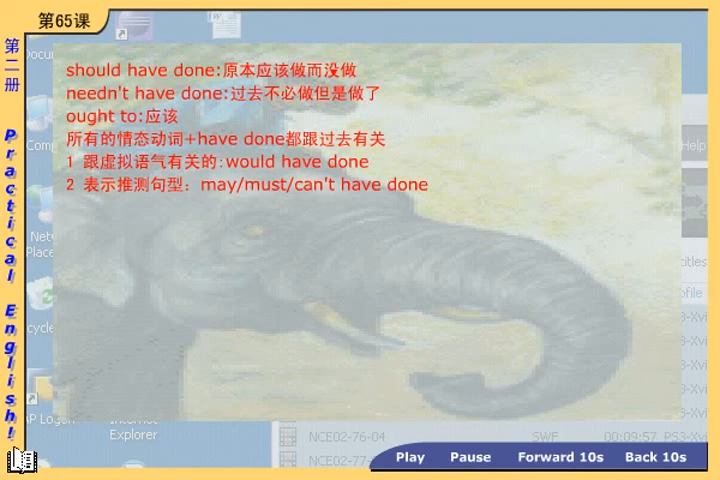 第65课
第二册 Practical English!
should have done:原本应该做而没做
needn't have done:过去不必做但是做了
ought to:应该
所有的情态动词+have done都跟过去有关
1 跟虚拟语气有关的:would have done
2 表示推测句型：may/must/can't have done
Explorer
NCE02-76-04 SWF 00:09:57 PS3-Xvi
NCE02-77-
Help
Play Pause Forward 10s Back 10s